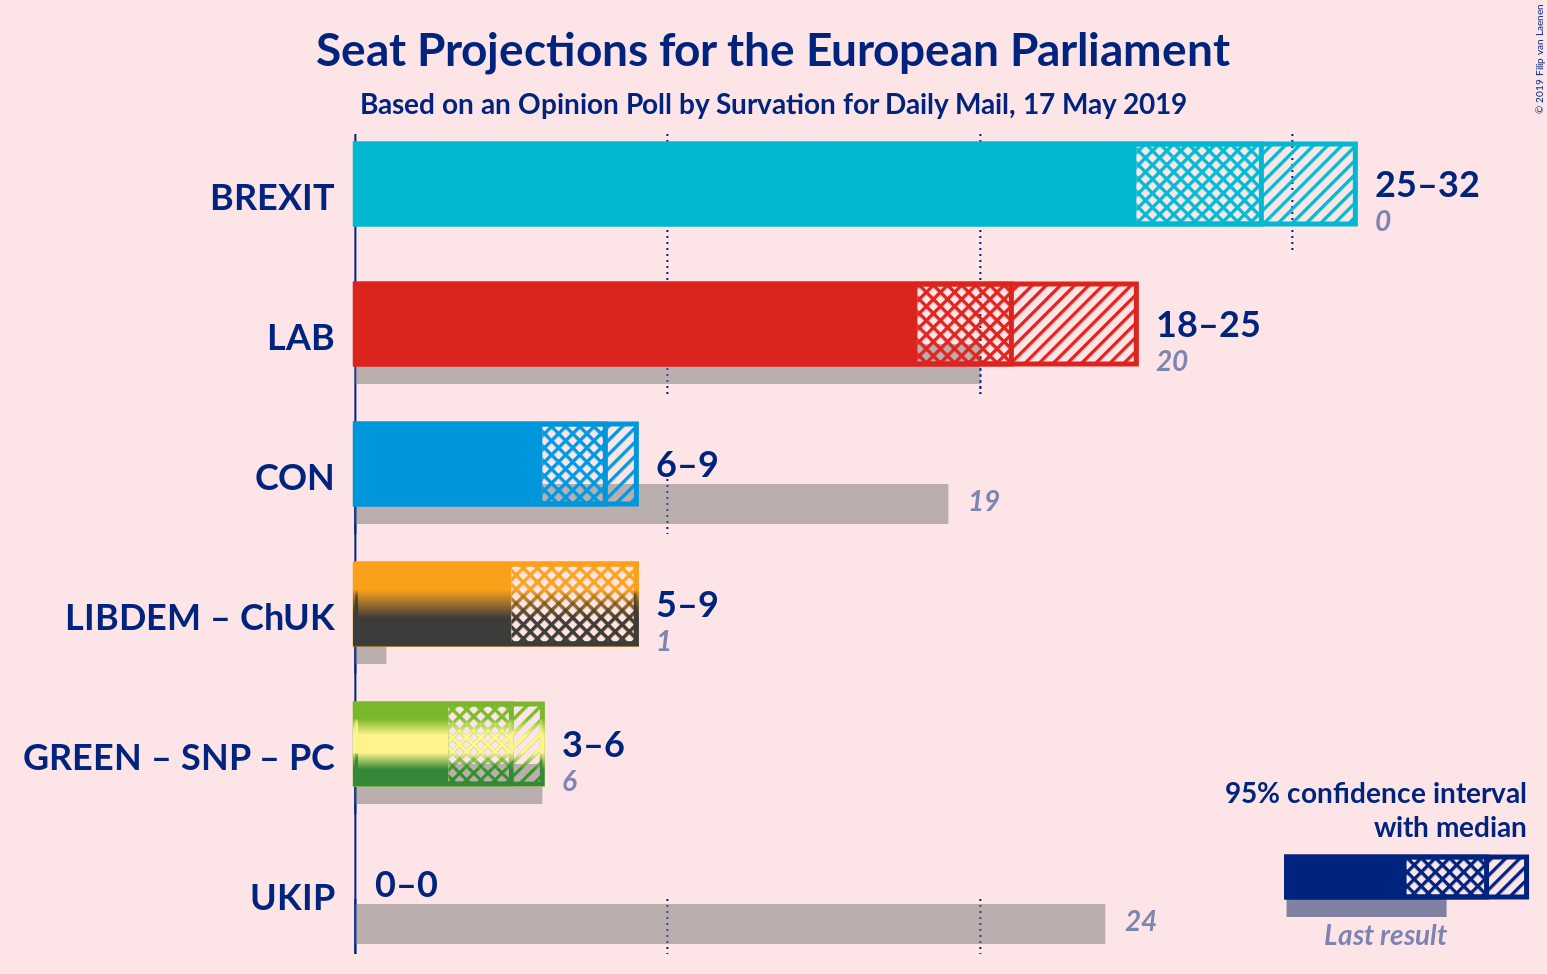 Seat Projections for the European Parliament
Based on an Opinion Poll by Survation for Daily Mail, 17 May 2019
© 2019 Filip van Laenen
BREXIT
25–32
0
LAB
18–25
20
CON
6–9
19
LIBDEM – ChUK
5–9
1
GREEN – SNP – PC
3–6
6
UKIP
0–0
24
95% confidence interval
with median
Last result